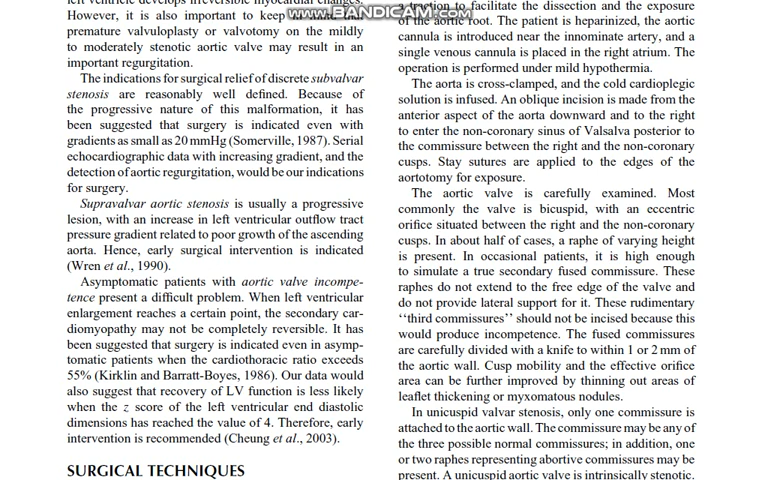 left ventricle develops irreversible myocardial changes.
However, it is also important to keep in mind that
premature valvuloplasty or valvotomy on the mildly
to moderately stenotic aortic valve may result in an
important regurgitation.
The indications for surgical relief of discrete subvalvar
stenosis are reasonably well defined. Because of
the progressive nature of this malformation, it has
been suggested that surgery is indicated even with
gradients as small as 20 mmHg (Somerville, 1987). Serial
echocardiographic data with increasing gradient, and the
detection of aortic regurgitation, would be our indications
for surgery.
Supravalvar aortic stenosis is usually a progressive
lesion, with an increase in left ventricular outflow tract
pressure gradient related to poor growth of the ascending
aorta. Hence, early surgical intervention is indicated
(Wren et al., 1990).
Asymptomatic patients with aortic valve incompe-
tence present a difficult problem. When left ventricular
enlargement reaches a certain point, the secondary car-
diomyopathy may not be completely reversible. It has
been suggested that surgery is indicated even in asymp-
tomatic patients when the cardiothoracic ratio exceeds
55% (Kirklin and Barratt-Boyes, 1986). Our data would
also suggest that recovery of LV function is less likely
when the z score of the left ventricular end diastolic
dimensions has reached the value of 4. Therefore, early
intervention is recommended (Cheung et al., 2003).
SURGICAL TECHNIQUES
www.BANDICAM.com
a traction to facilitate the dissection and the exposure
of the aortic root. The patient is heparinized, the aortic
cannula is introduced near the innominate artery, and a
single venous cannula is placed in the right atrium. The
operation is performed under mild hypothermia.
The aorta is cross-clamped, and the cold cardioplegic
solution is infused. An oblique incision is made from the
anterior aspect of the aorta downward and to the right
to enter the non-coronary sinus of Valsalva posterior to
the commissure between the right and the non-coronary
cusps. Stay sutures are applied to the edges of the
aortotomy for exposure.
The aortic valve is carefully examined. Most
commonly the valve is bicuspid, with an eccentric
orifice situated between the right and the non-coronary
cusps. In about half of cases, a raphe of varying height
is present. In occasional patients, it is high enough
to simulate a true secondary fused commissure. These
raphes do not extend to the free edge of the valve and
do not provide lateral support for it. These rudimentary
‘‘third commissures’’ should not be incised because this
would produce incompetence. The fused commissures
are carefully divided with a knife to within 1 or 2 mm of
the aortic wall. Cusp mobility and the effective orifice
area can be further improved by thinning out areas of
leaflet thickening or myxomatous nodules.
In unicuspid valvar stenosis, only one commissure is
attached to the aortic wall. The commissure may be any of
the three possible normal commissures; in addition, one
or two raphes representing abortive commissures may be
present. A unicuspid aortic valve is intrinsically stenotic.